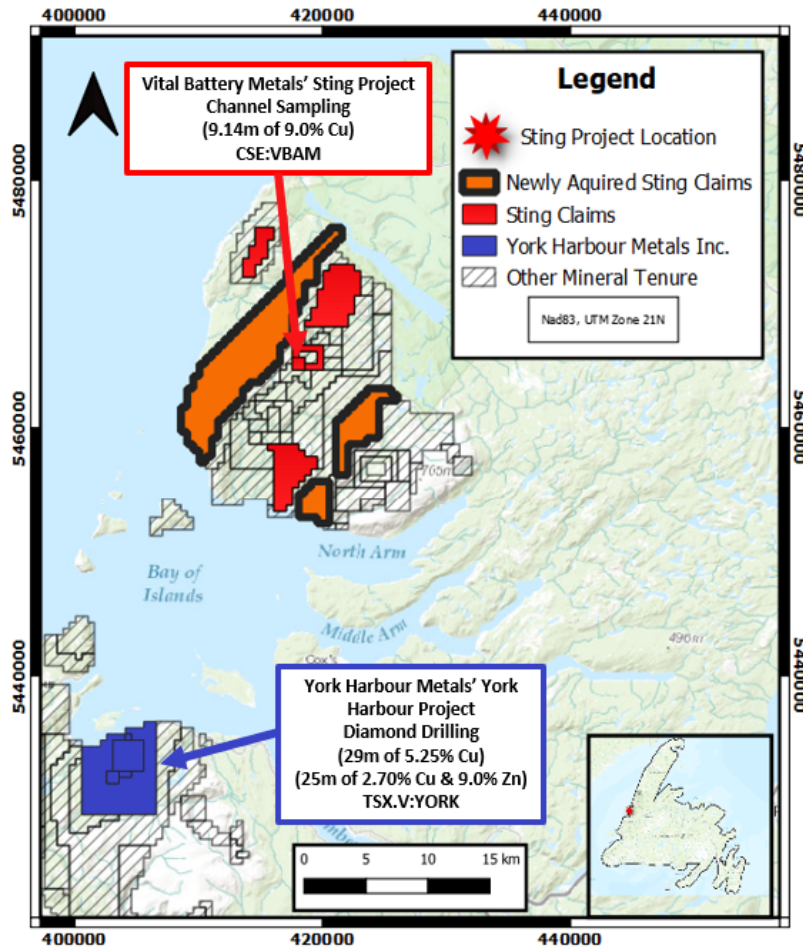 400000
420000
440000
Vital Battery Metals' Sting Project
Channel Sampling
(9.14m of 9.0% Cu)
CSE:VBAM
Legend
Sting Project Location
Newly Aquired Sting Claims
Sting Claims
York Harbour Metals Inc.
Other Mineral Tenure
Nad83, UTM Zone 21N
5480000
5480000
5460000
5460000
765m
North Arm
Bay of
Islands
Middle Arm
496m
Cox's
5440000
5440000
York Harbour Metals' York
Harbour Project
Diamond Drilling
(29m of 5.25% Cu)
(25m of 2.70% Cu & 9.0% Zn)
TSX.V:YORK
0
5
10
15 km
400000
420000
440000